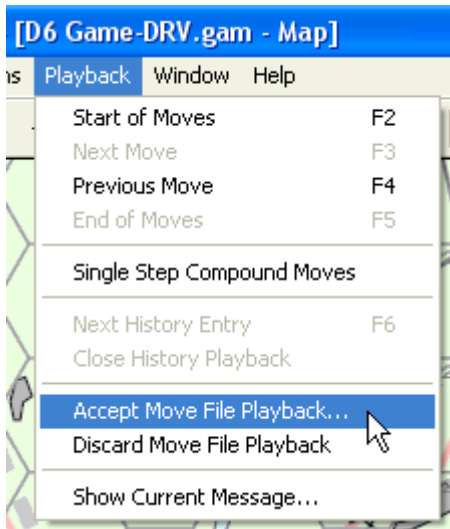 [D6 Game-DRV.gam - Map]
Playback Window Help
Start of Moves F2
Next Move F3
Previous Move F4
End of Moves F5
Single Step Compound Moves
Next History Entry F6
Close History Playback
Accept Move File Playback...
Discard Move File Playback
Show Current Message...